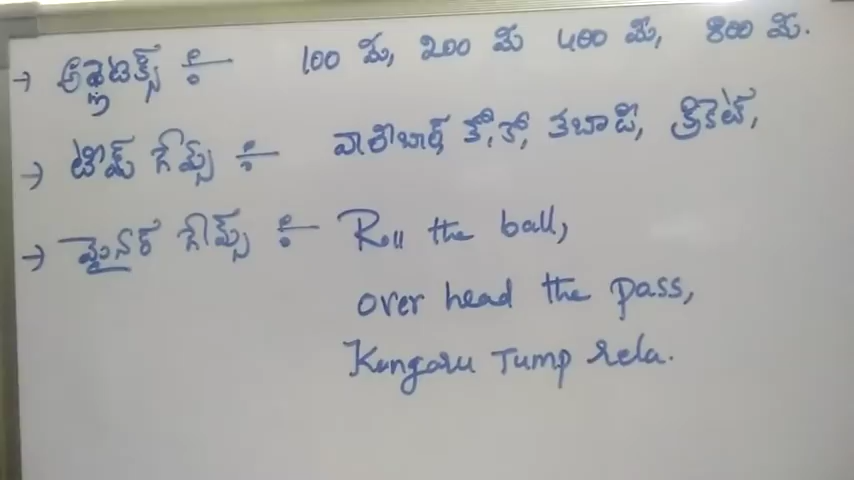 → అథ్లెటిక్స్ ÷ 100 మీ, 200 మీ 400 మీ, 800 మీ.
→ టీమ్ గేమ్స్ ÷ వాలీబాల్ కో,కో, కబాడి, క్రికెట్,
→ మైనర్ గేమ్స్ ÷ Roll the ball,
over head the pass,
Kangaru Jump rela.